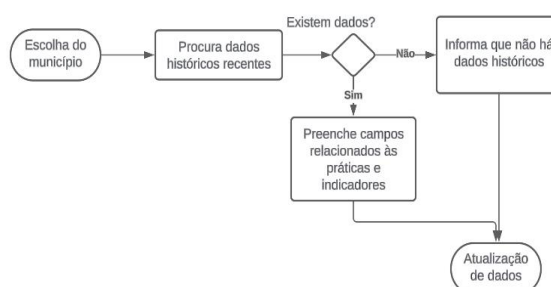 Existem dados?
Escolha do
município
Procura dados
históricos recentes
Não
Informa que não há
dados históricos
Sim
Preenche campos
relacionados às
práticas e
indicadores
Atualização
de dados